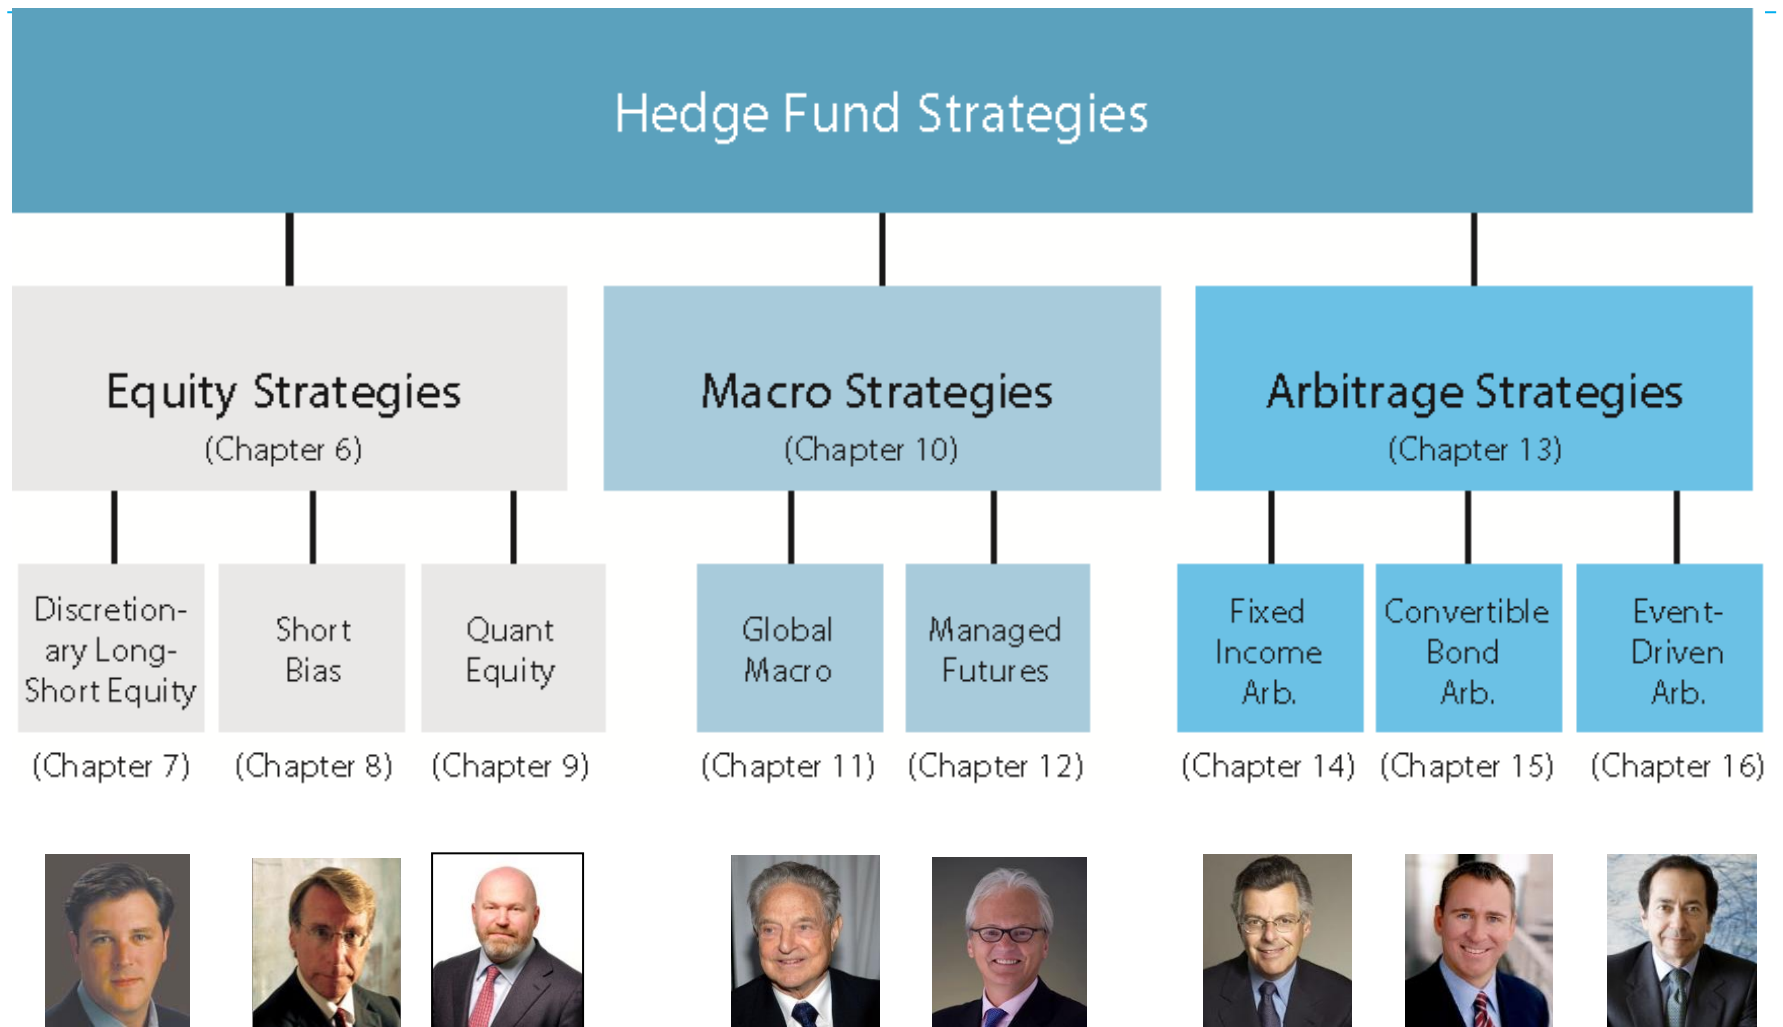 Hedge Fund Strategies
Equity Strategies
(Chapter 6)
Macro Strategies
(Chapter 10)
Arbitrage Strategies
(Chapter 13)
Discretion-
ary Long-
Short Equity
(Chapter 7)
Short
Bias
(Chapter 8)
Quant
Equity
(Chapter 9)
Global
Macro
(Chapter 11)
Managed
Futures
(Chapter 12)
Fixed
Income
Arb.
(Chapter 14)
Convertible
Bond
Arb.
(Chapter 15)
Event-
Driven
Arb.
(Chapter 16)